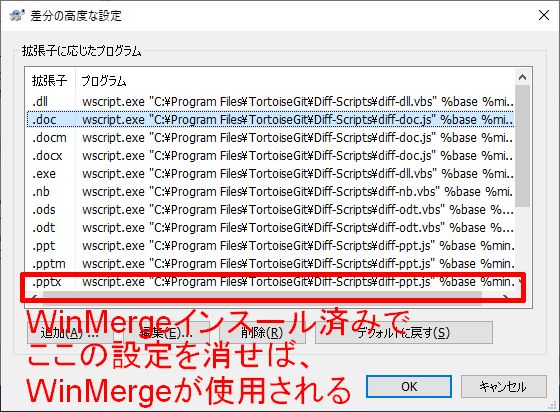 差分の高度な設定
拡張子に応じたプログラム
拡張子 プログラム
.dll wscript.exe "C:¥Program Files¥TortoiseGit¥Diff-Scripts¥diff-dll.vbs" %base %mi...
.doc wscript.exe "C:¥Program Files¥TortoiseGit¥Diff-Scripts¥diff-doc.js" %base %mi...
.docm wscript.exe "C:¥Program Files¥TortoiseGit¥Diff-Scripts¥diff-doc.js" %base %mi...
.docx wscript.exe "C:¥Program Files¥TortoiseGit¥Diff-Scripts¥diff-doc.js" %base %mi...
.exe wscript.exe "C:¥Program Files¥TortoiseGit¥Diff-Scripts¥diff-dll.vbs" %base %mi...
.nb wscript.exe "C:¥Program Files¥TortoiseGit¥Diff-Scripts¥diff-nb.vbs" %base %mi...
.ods wscript.exe "C:¥Program Files¥TortoiseGit¥Diff-Scripts¥diff-odt.vbs" %base %mi...
.odt wscript.exe "C:¥Program Files¥TortoiseGit¥Diff-Scripts¥diff-odt.vbs" %base %mi...
.ppt wscript.exe "C:¥Program Files¥TortoiseGit¥Diff-Scripts¥diff-ppt.js" %base %min...
.pptm wscript.exe "C:¥Program Files¥TortoiseGit¥Diff-Scripts¥diff-ppt.js" %base %min...
.pptx wscript.exe "C:¥Program Files¥TortoiseGit¥Diff-Scripts¥diff-ppt.js" %base %min...
WinMergeインスール済みで
追加(A) ... 編集(E)... 削除(R) デフォルトに戻す(S)
ここの設定を消せば、
WinMergeが使用される
OK キャンセル